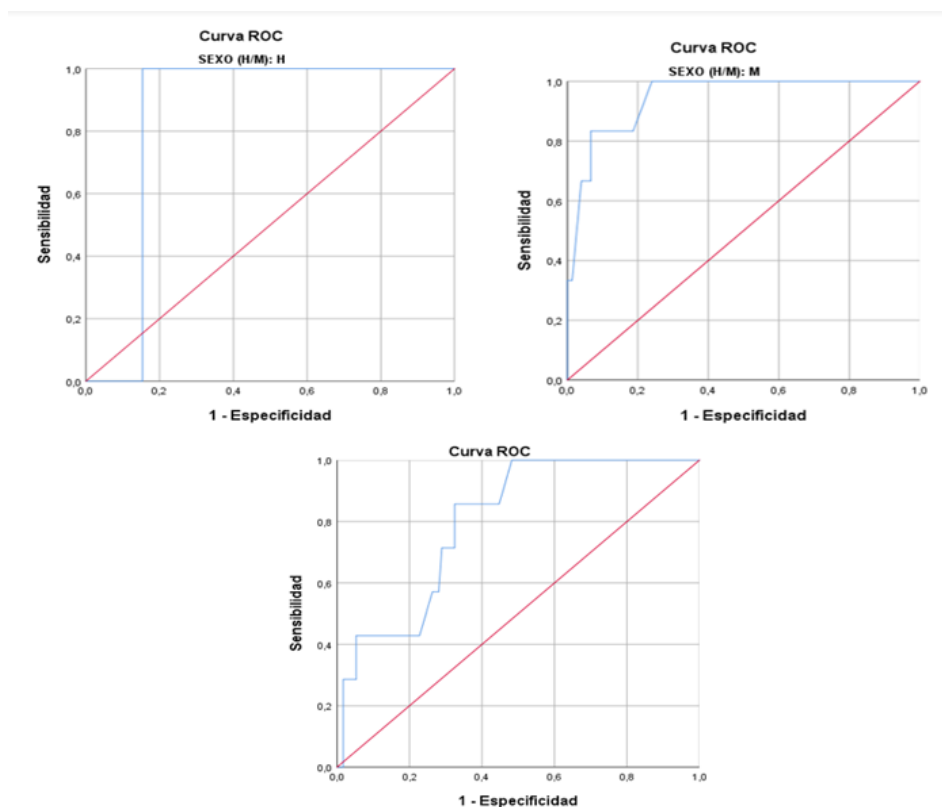 Curva ROC
SEXO (H/M): H
1,0
0,8
0,6
0,4
0,2
0,0
Sensibilidad
0,0 0,2 0,4 0,6 0,8 1,0
1 - Especificidad
Curva ROC
SEXO (H/M): M
1,0
0,8
0,6
0,4
0,2
0,0
Sensibilidad
0,0 0,2 0,4 0,6 0,8 1,0
1 - Especificidad
Curva ROC
1,0
0,8
0,6
0,4
0,2
0,0
Sensibilidad
0,0 0,2 0,4 0,6 0,8 1,0
1 - Especificidad